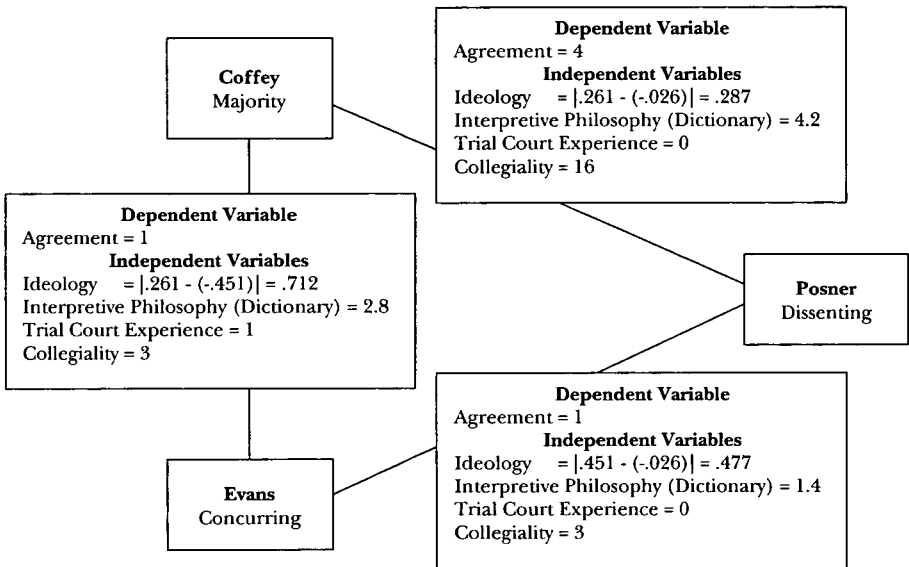 Coffey
Majority
Dependent Variable
Agreement = 4
Independent Variables
Ideology = |.261 - (-.026)| = .287
Interpretive Philosophy (Dictionary) = 4.2
Trial Court Experience = 0
Collegiality = 16
Dependent Variable
Agreement = 1
Independent Variables
Ideology = |.261 - (-.451)| = .712
Interpretive Philosophy (Dictionary) = 2.8
Trial Court Experience = 1
Collegiality = 3
Posner
Dissenting
Evans
Concurring
Dependent Variable
Agreement = 1
Independent Variables
Ideology = |.451 - (-.026)| = .477
Interpretive Philosophy (Dictionary) = 1.4
Trial Court Experience = 0
Collegiality = 3